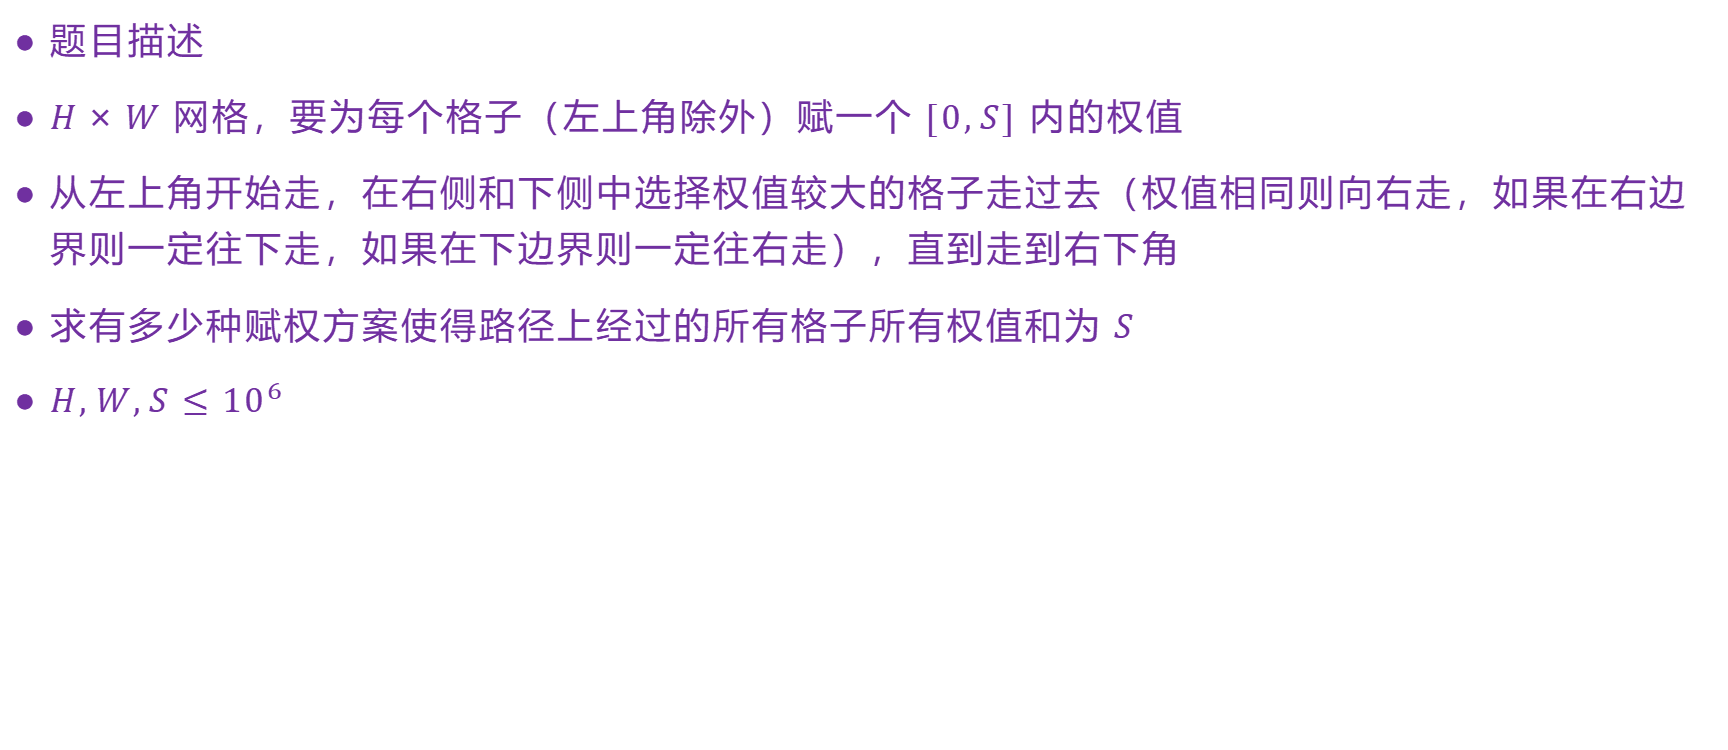 • 题目描述
• H × W 网格，要为每个格子（左上角除外）赋一个 [0, S] 内的权值
• 从左上角开始走，在右侧和下侧中选择权值较大的格子走过去（权值相同则向右走，如果在右边
界则一定往下走，如果在下边界则一定往右走），直到走到右下角
• 求有多少种赋权方案使得路径上经过的所有格子所有权值和为 S
• H, W, S ≤ 10⁶